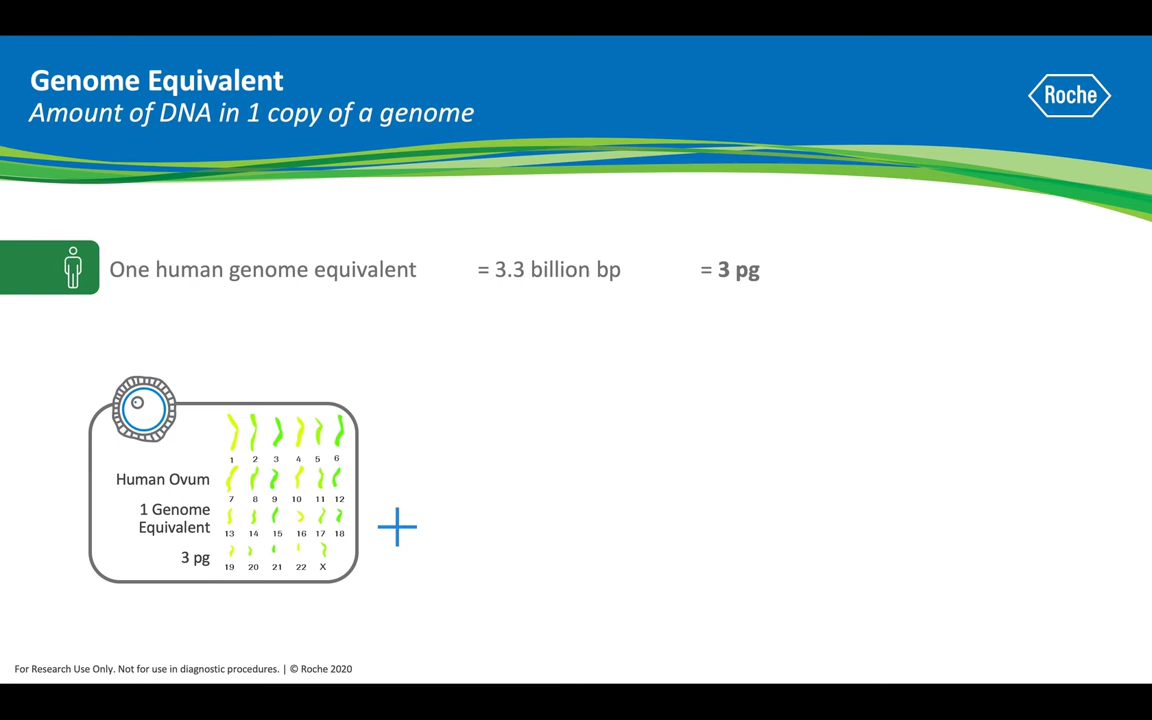 Genome Equivalent
Amount of DNA in 1 copy of a genome
Roche
One human genome equivalent = 3.3 billion bp = 3 pg
1 2 3 4 5 6
Human Ovum
7 8 9 10 11 12
1 Genome
Equivalent
13 14 15 16 17 18
3 pg
19 20 21 22 X
For Research Use Only. Not for use in diagnostic procedures. | © Roche 2020